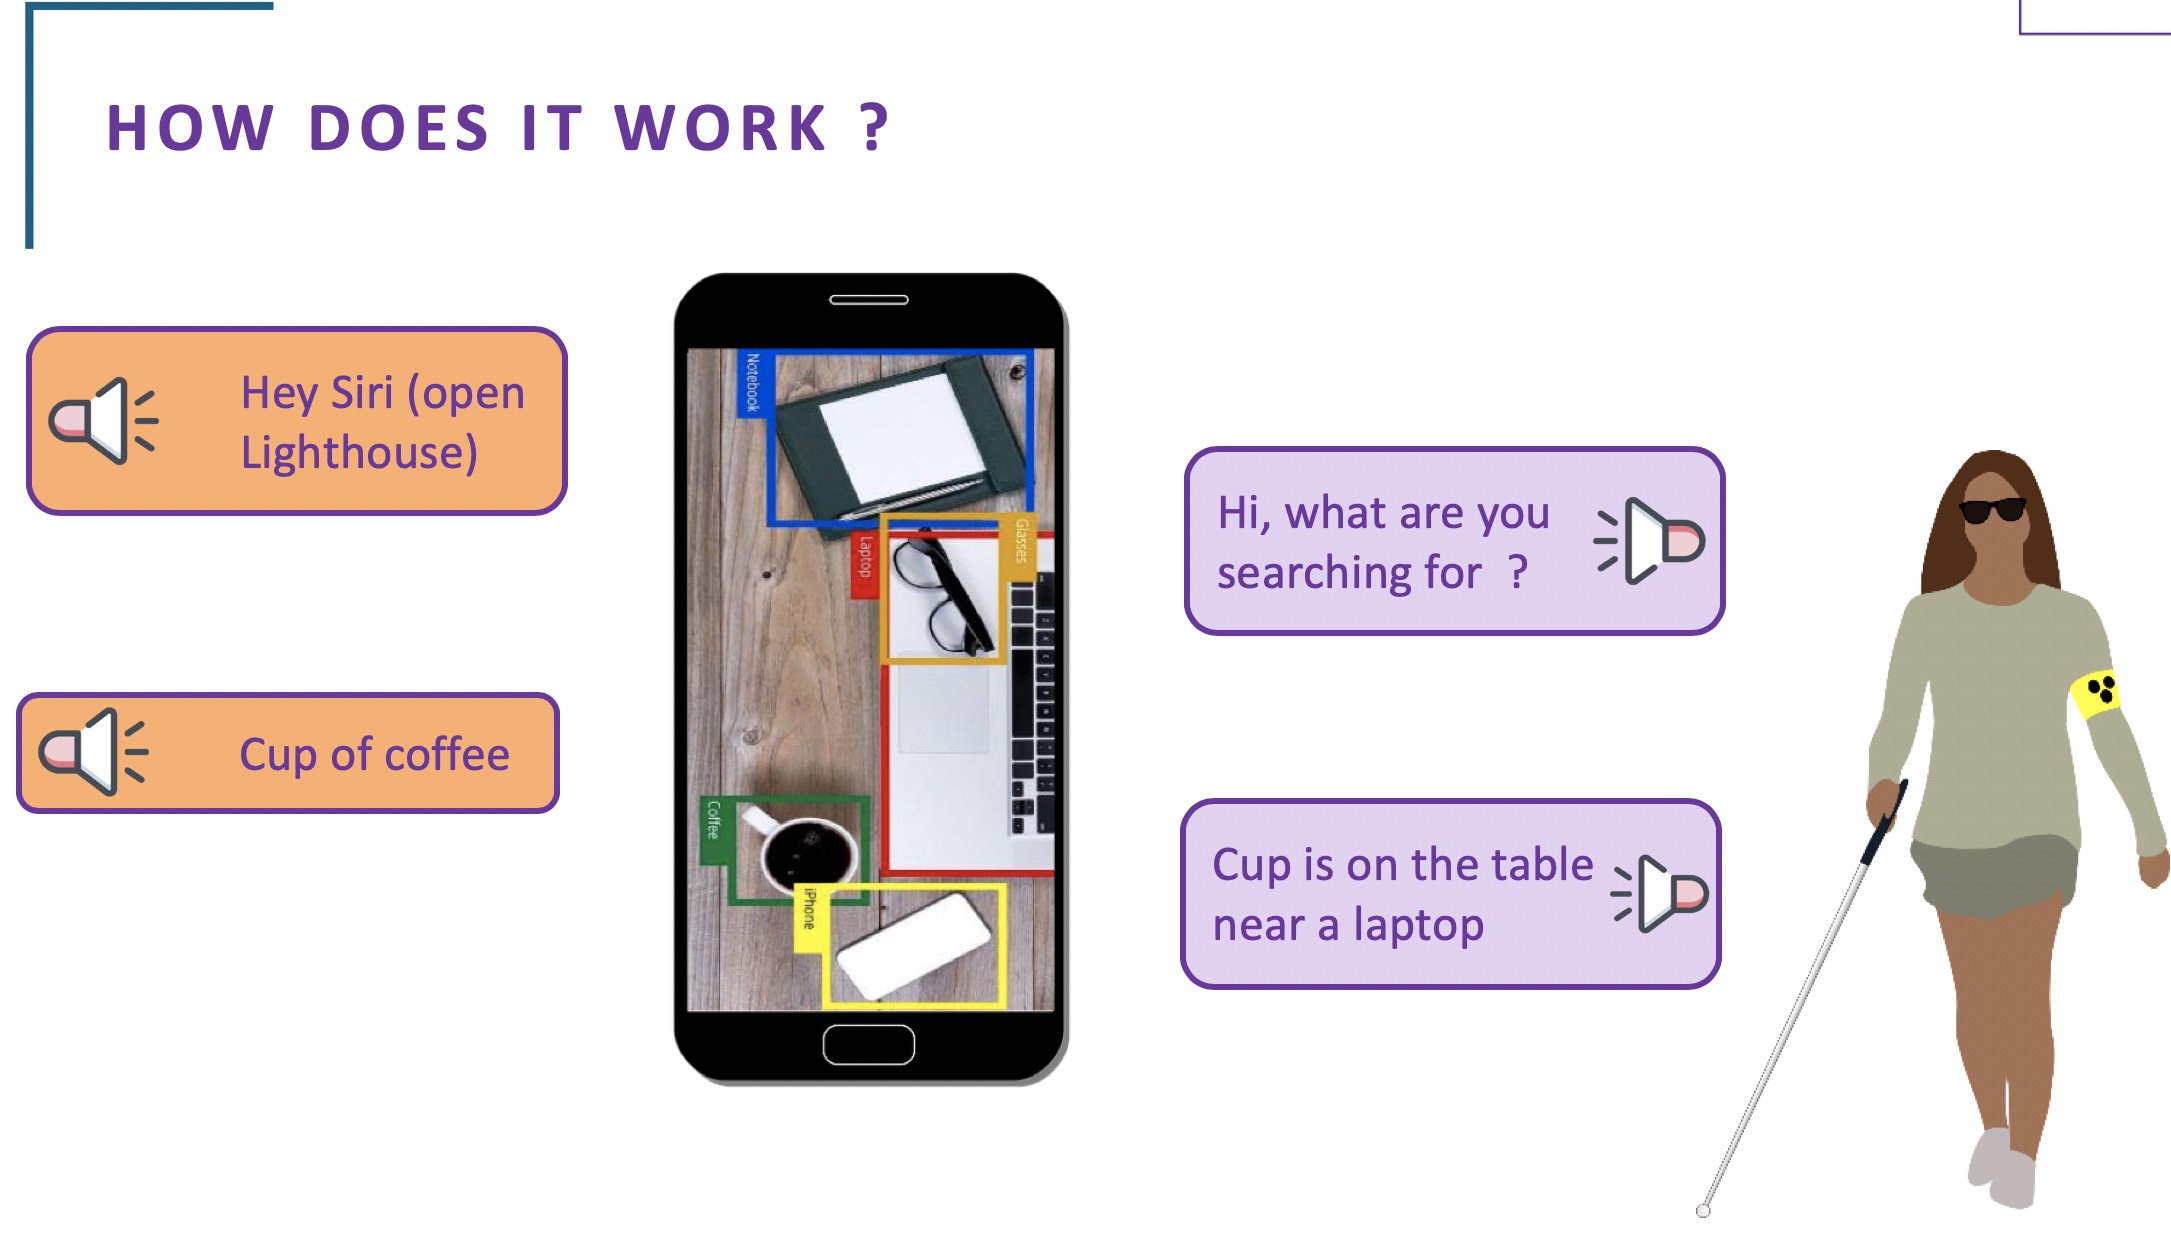 HOW DOES IT WORK ?
Hey Siri (open
Lighthouse)
Cup of coffee
Notebook
Glasses
Laptop
Coffee
iPhone
Hi, what are you
searching for ?
Cup is on the table
near a laptop